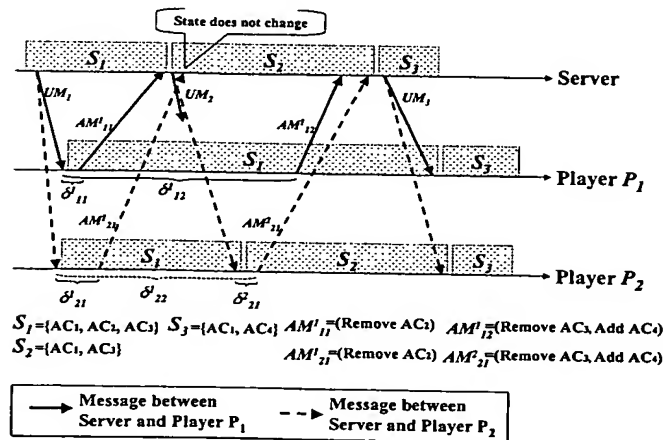 State does not change
S₁ S₂ S₃
Server
UM₁ AM¹₁₁ UM₂ AM¹₁₂ UM₃
S₁ S₃
Player P₁
δ¹₁₁ δ¹₁₂
AM¹₂₁ AM²₂₁
S₁ S₂ S₃
Player P₂
δ¹₂₁ δ¹₂₂ δ²₂₁
S₁={AC₁, AC₂, AC₃} S₃={AC₁, AC₄} AM¹₁₁=(Remove AC₂) AM¹₁₂=(Remove AC₃, Add AC₄)
S₂={AC₁, AC₃} AM¹₂₁=(Remove AC₂) AM²₂₁=(Remove AC₃, Add AC₄)
Message between Server and Player P₁
Message between Server and Player P₂